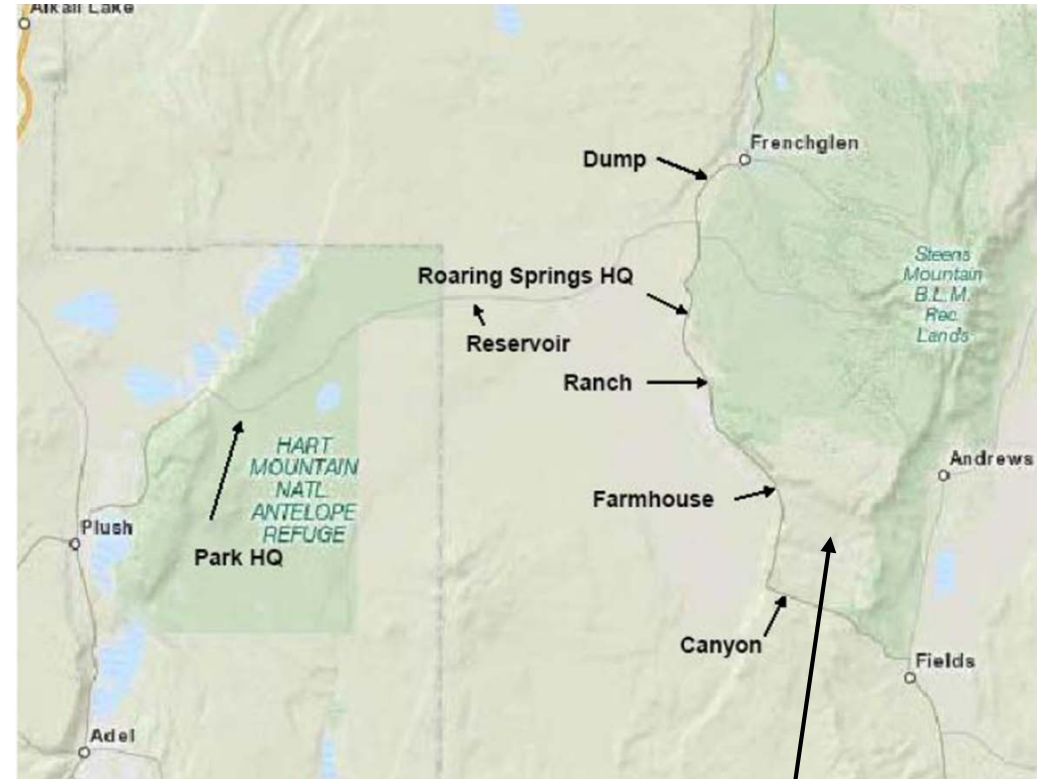 Alkali Lake
Frenchglen
Dump
Steens
Mountain
B.L.M.
Rec.
Lands
Roaring Springs HQ
Reservoir
Ranch
HART
MOUNTAIN
NATL
ANTELOPE
REFUGE
Andrews
Farmhouse
Plush
Park HQ
Canyon
Fields
Adel